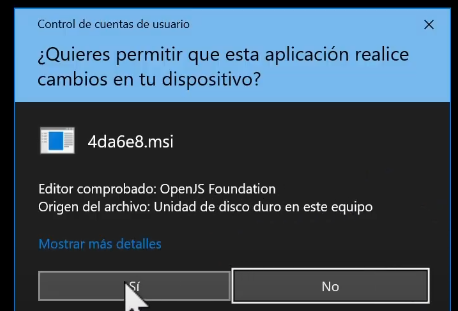 Control de cuentas de usuario
¿Quieres permitir que esta aplicación realice
cambios en tu dispositivo?
4da6e8.msi
Editor comprobado: OpenJS Foundation
Origen del archivo: Unidad de disco duro en este equipo
Mostrar más detalles
Sí
No